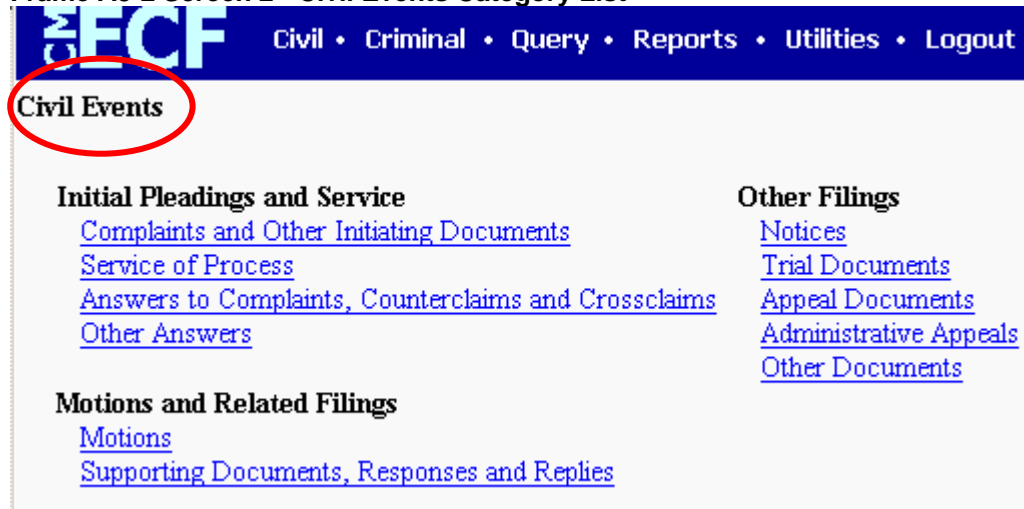 CM
ECF Civil • Criminal • Query • Reports • Utilities • Logout
Civil Events
Initial Pleadings and Service
Complaints and Other Initiating Documents
Service of Process
Answers to Complaints, Counterclaims and Crossclaims
Other Answers
Motions and Related Filings
Motions
Supporting Documents, Responses and Replies
Other Filings
Notices
Trial Documents
Appeal Documents
Administrative Appeals
Other Documents